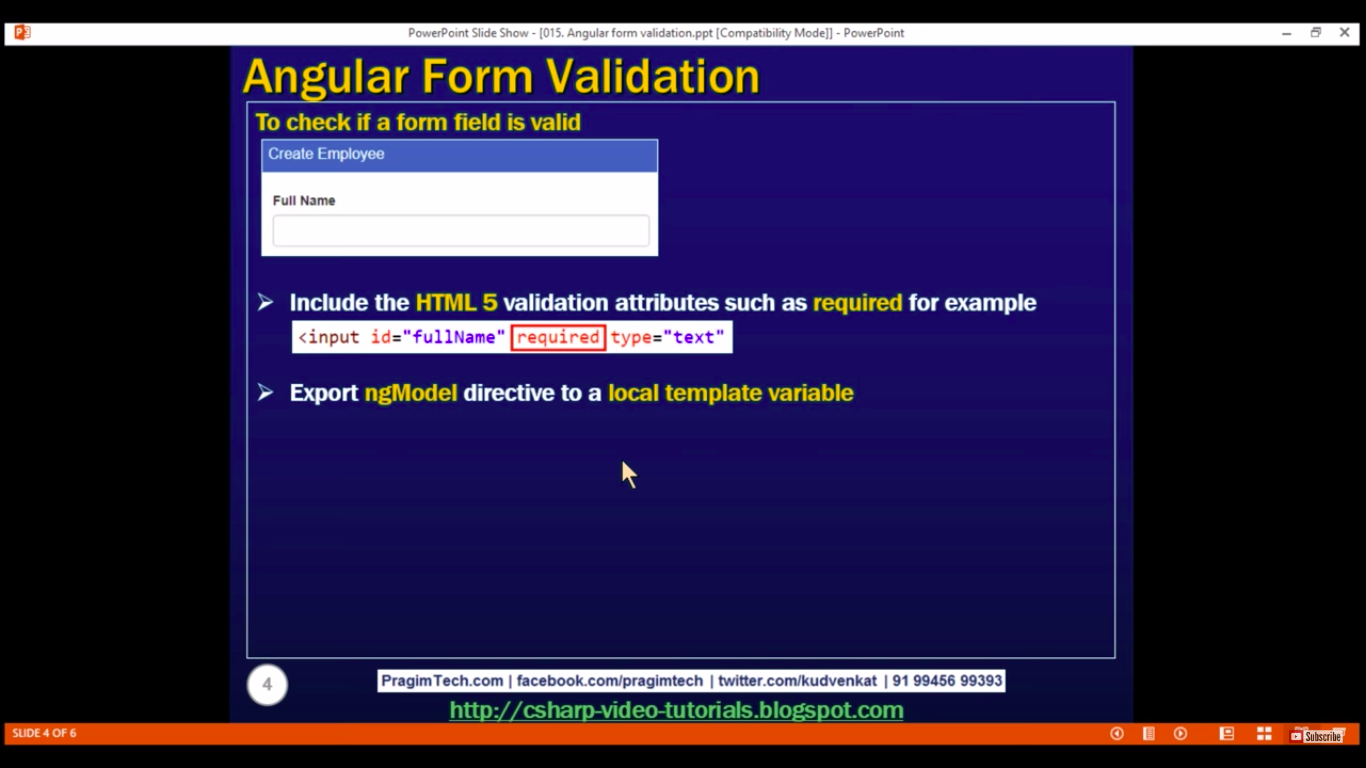 PowerPoint Slide Show - [015. Angular form validation.ppt [Compatibility Mode]] - PowerPoint
Angular Form Validation
To check if a form field is valid
Create Employee
Full Name
Include the HTML 5 validation attributes such as required for example
<input id="fullName" required type="text"
Export ngModel directive to a local template variable
4
PragimTech.com | facebook.com/pragimtech | twitter.com/kudvenkat | 91 99456 99393
http://csharp-video-tutorials.blogspot.com
SLIDE 4 OF 6
Subscribe